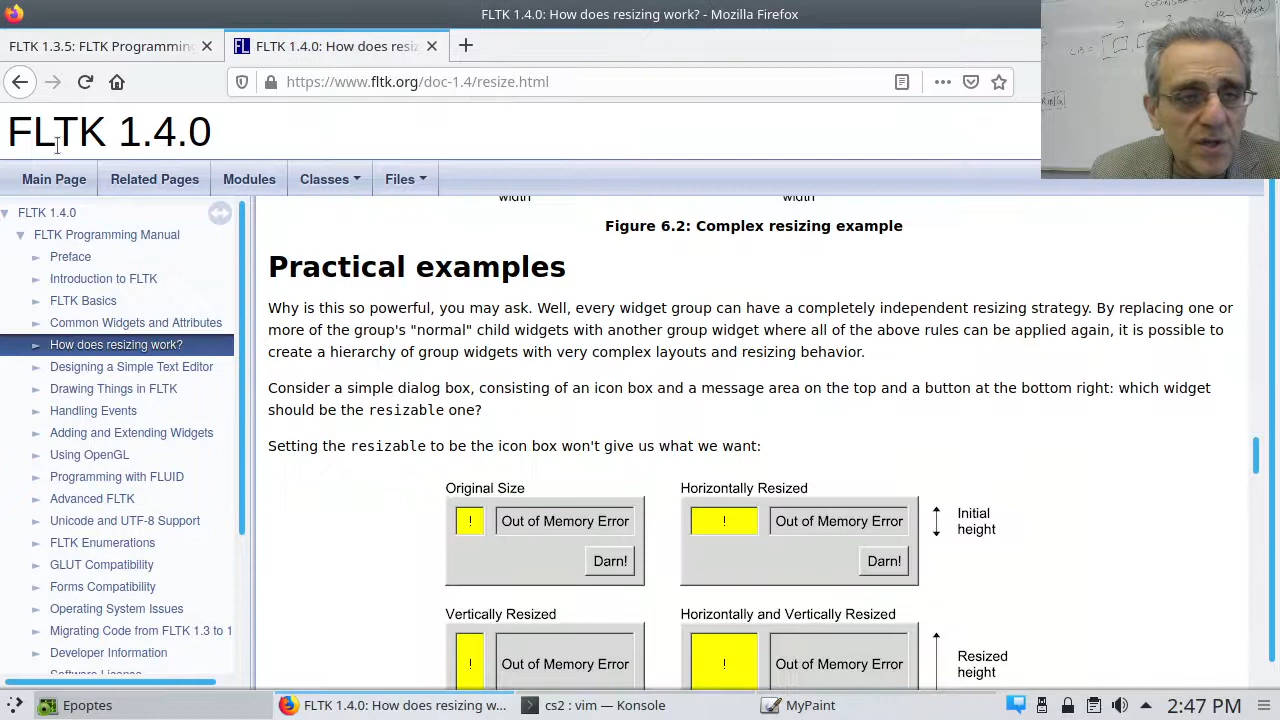 FLTK 1.4.0: How does resizing work? - Mozilla Firefox
FLTK 1.3.5: FLTK Programmin
FLTK 1.4.0: How does resiz
https://www.fltk.org/doc-1.4/resize.html
FLTK 1.4.0
Main Page
Related Pages
Modules
Classes
Files
FLTK 1.4.0
FLTK Programming Manual
Preface
Introduction to FLTK
FLTK Basics
Common Widgets and Attributes
How does resizing work?
Designing a Simple Text Editor
Drawing Things in FLTK
Handling Events
Adding and Extending Widgets
Using OpenGL
Programming with FLUID
Advanced FLTK
Unicode and UTF-8 Support
FLTK Enumerations
GLUT Compatibility
Forms Compatibility
Operating System Issues
Migrating Code from FLTK 1.3 to 1
Developer Information
Software License
width
width
Figure 6.2: Complex resizing example
Practical examples
Why is this so powerful, you may ask. Well, every widget group can have a completely independent resizing strategy. By replacing one or
more of the group's "normal" child widgets with another group widget where all of the above rules can be applied again, it is possible to
create a hierarchy of group widgets with very complex layouts and resizing behavior.
Consider a simple dialog box, consisting of an icon box and a message area on the top and a button at the bottom right: which widget
should be the resizable one?
Setting the resizable to be the icon box won't give us what we want:
Original Size
! Out of Memory Error
Darn!
Horizontally Resized
! Out of Memory Error
Darn!
Initial
height
Vertically Resized
! Out of Memory Error
Horizontally and Vertically Resized
! Out of Memory Error
Resized
height
Epoptes
FLTK 1.4.0: How does resizing w...
cs2 : vim — Konsole
MyPaint
2:47 PM